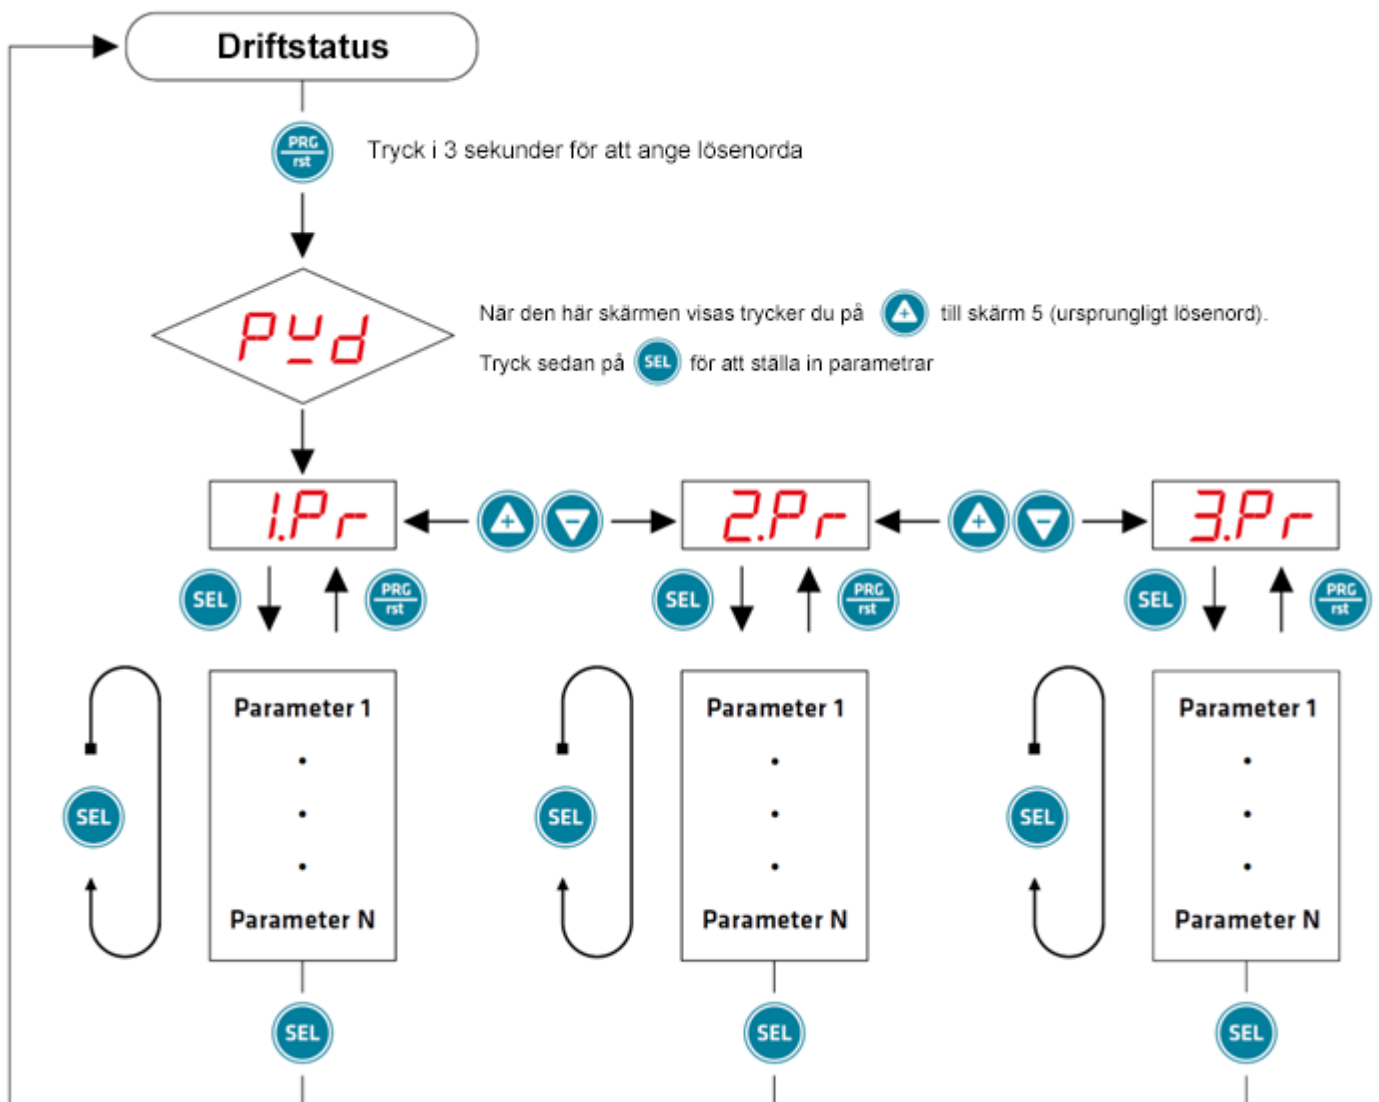 Driftstatus
PRG
rst
Tryck i 3 sekunder för att ange lösenorda
P⊻d
När den här skärmen visas trycker du på + till skärm 5 (ursprungligt lösenord).
Tryck sedan på SEL för att ställa in parametrar
1.Pr + - 2.Pr + - 3.Pr
SEL PRG rst SEL PRG rst SEL PRG rst
Parameter 1 Parameter 1 Parameter 1
SEL SEL SEL
Parameter N Parameter N Parameter N
SEL SEL SEL